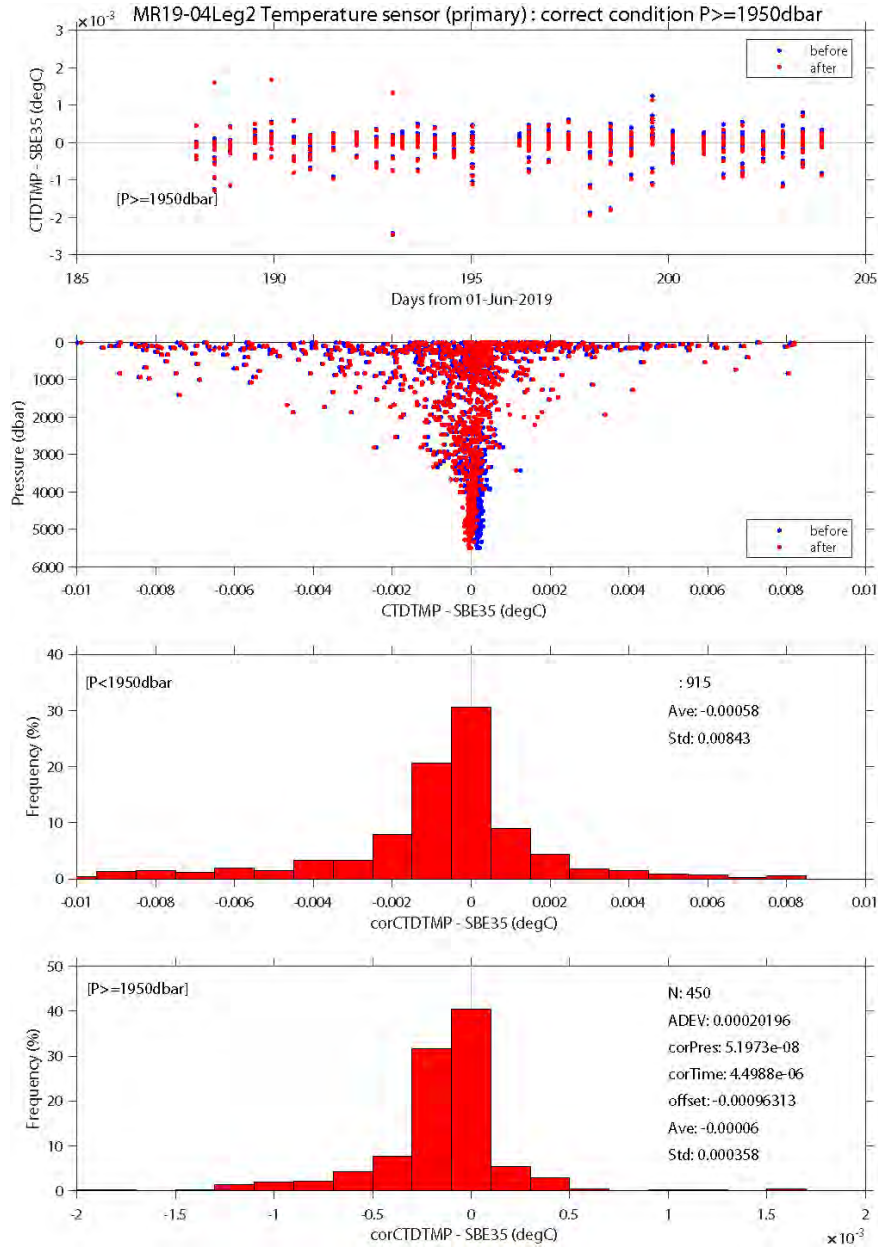 MR19-04Leg2 Temperature sensor (primary) : correct condition P>=1950dbar
×10⁻³
3
2
1
0
-1
-2
-3
CTDTMP - SBE35 (degC)
before
after
[P>=1950dbar]
185
190
195
200
205
Days from 01-Jun-2019
0
1000
2000
3000
4000
5000
6000
Pressure (dbar)
before
after
-0.01
-0.008
-0.006
-0.004
-0.002
0
0.002
0.004
0.006
0.008
0.01
CTDTMP - SBE35 (degC)
40
30
20
10
0
Frequency (%)
[P<1950dbar
: 915
Ave: -0.00058
Std: 0.00843
-0.01
-0.008
-0.006
-0.004
-0.002
0
0.002
0.004
0.006
0.008
0.01
corCTDTMP - SBE35 (degC)
50
40
30
20
10
0
Frequency (%)
[P>=1950dbar]
N: 450
ADEV: 0.00020196
corPres: 5.1973e-08
corTime: 4.4988e-06
offset: -0.00096313
Ave: -0.00006
Std: 0.000358
-2
-1.5
-1
-0.5
0
0.5
1
1.5
2
corCTDTMP - SBE35 (degC)
×10⁻³